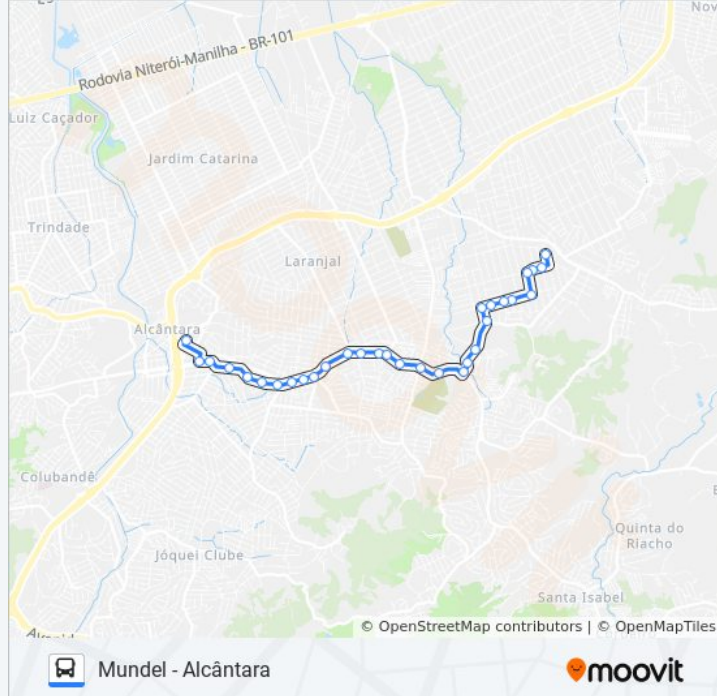 Nov
Rodovia Niterói-Manilha - BR-101
Luiz Caçador
Jardim Catarina
Trindade
Laranjal
Alcântara
Colubandê
Jóquei Clube
Quinta do
Riacho
Santa Isabel
© OpenStreetMap contributors | © OpenMapTiles
Mundel - Alcântara
moovit